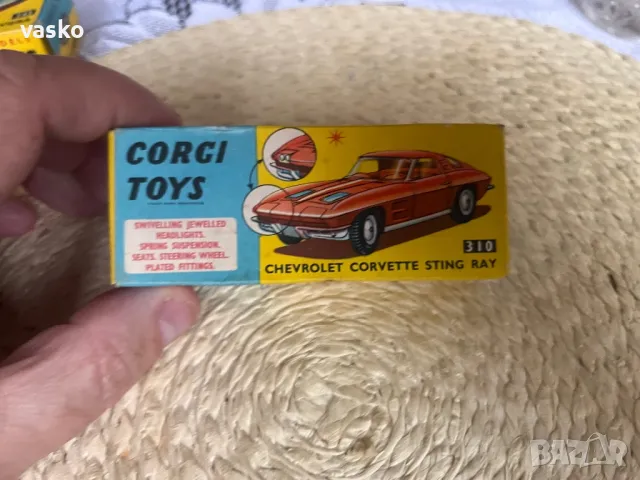 vasko
CORGI
TOYS
SWIVELLING JEWELLED
HEADLIGHTS.
SPRING SUSPENSION.
SEATS. STEERING WHEEL.
PLATED FITTINGS.
310
CHEVROLET CORVETTE STING RAY
BAZAR